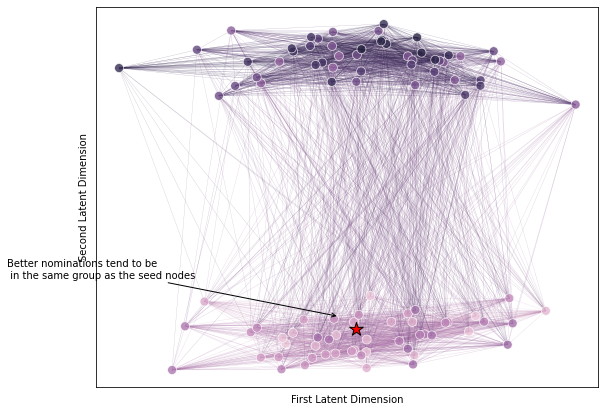 Second Latent Dimension
Better nominations tend to be
in the same group as the seed nodes
First Latent Dimension